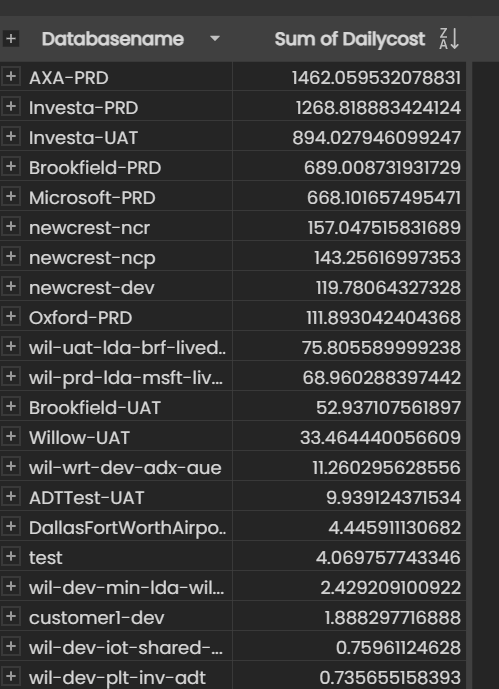 Databasename Sum of Dailycost
AXA-PRD 1462.059532078831
Investa-PRD 1268.818883424124
Investa-UAT 894.027946099247
Brookfield-PRD 689.008731931729
Microsoft-PRD 668.101657495471
newcrest-ncr 157.047515831689
newcrest-ncp 143.25616997353
newcrest-dev 119.78064327328
Oxford-PRD 111.893042404368
wil-uat-lda-brf-lived.. 75.805589999238
wil-prd-lda-msft-liv... 68.960288397442
Brookfield-UAT 52.937107561897
Willow-UAT 33.464440056609
wil-wrt-dev-adx-aue 11.260295628556
ADTTest-UAT 9.939124371534
DallasFortWorthAirpo.. 4.445911130682
test 4.069757743346
wil-dev-min-lda-wil... 2.429209100922
customer1-dev 1.888297716888
wil-dev-iot-shared-... 0.75961124628
wil-dev-plt-inv-adt 0.735655158393